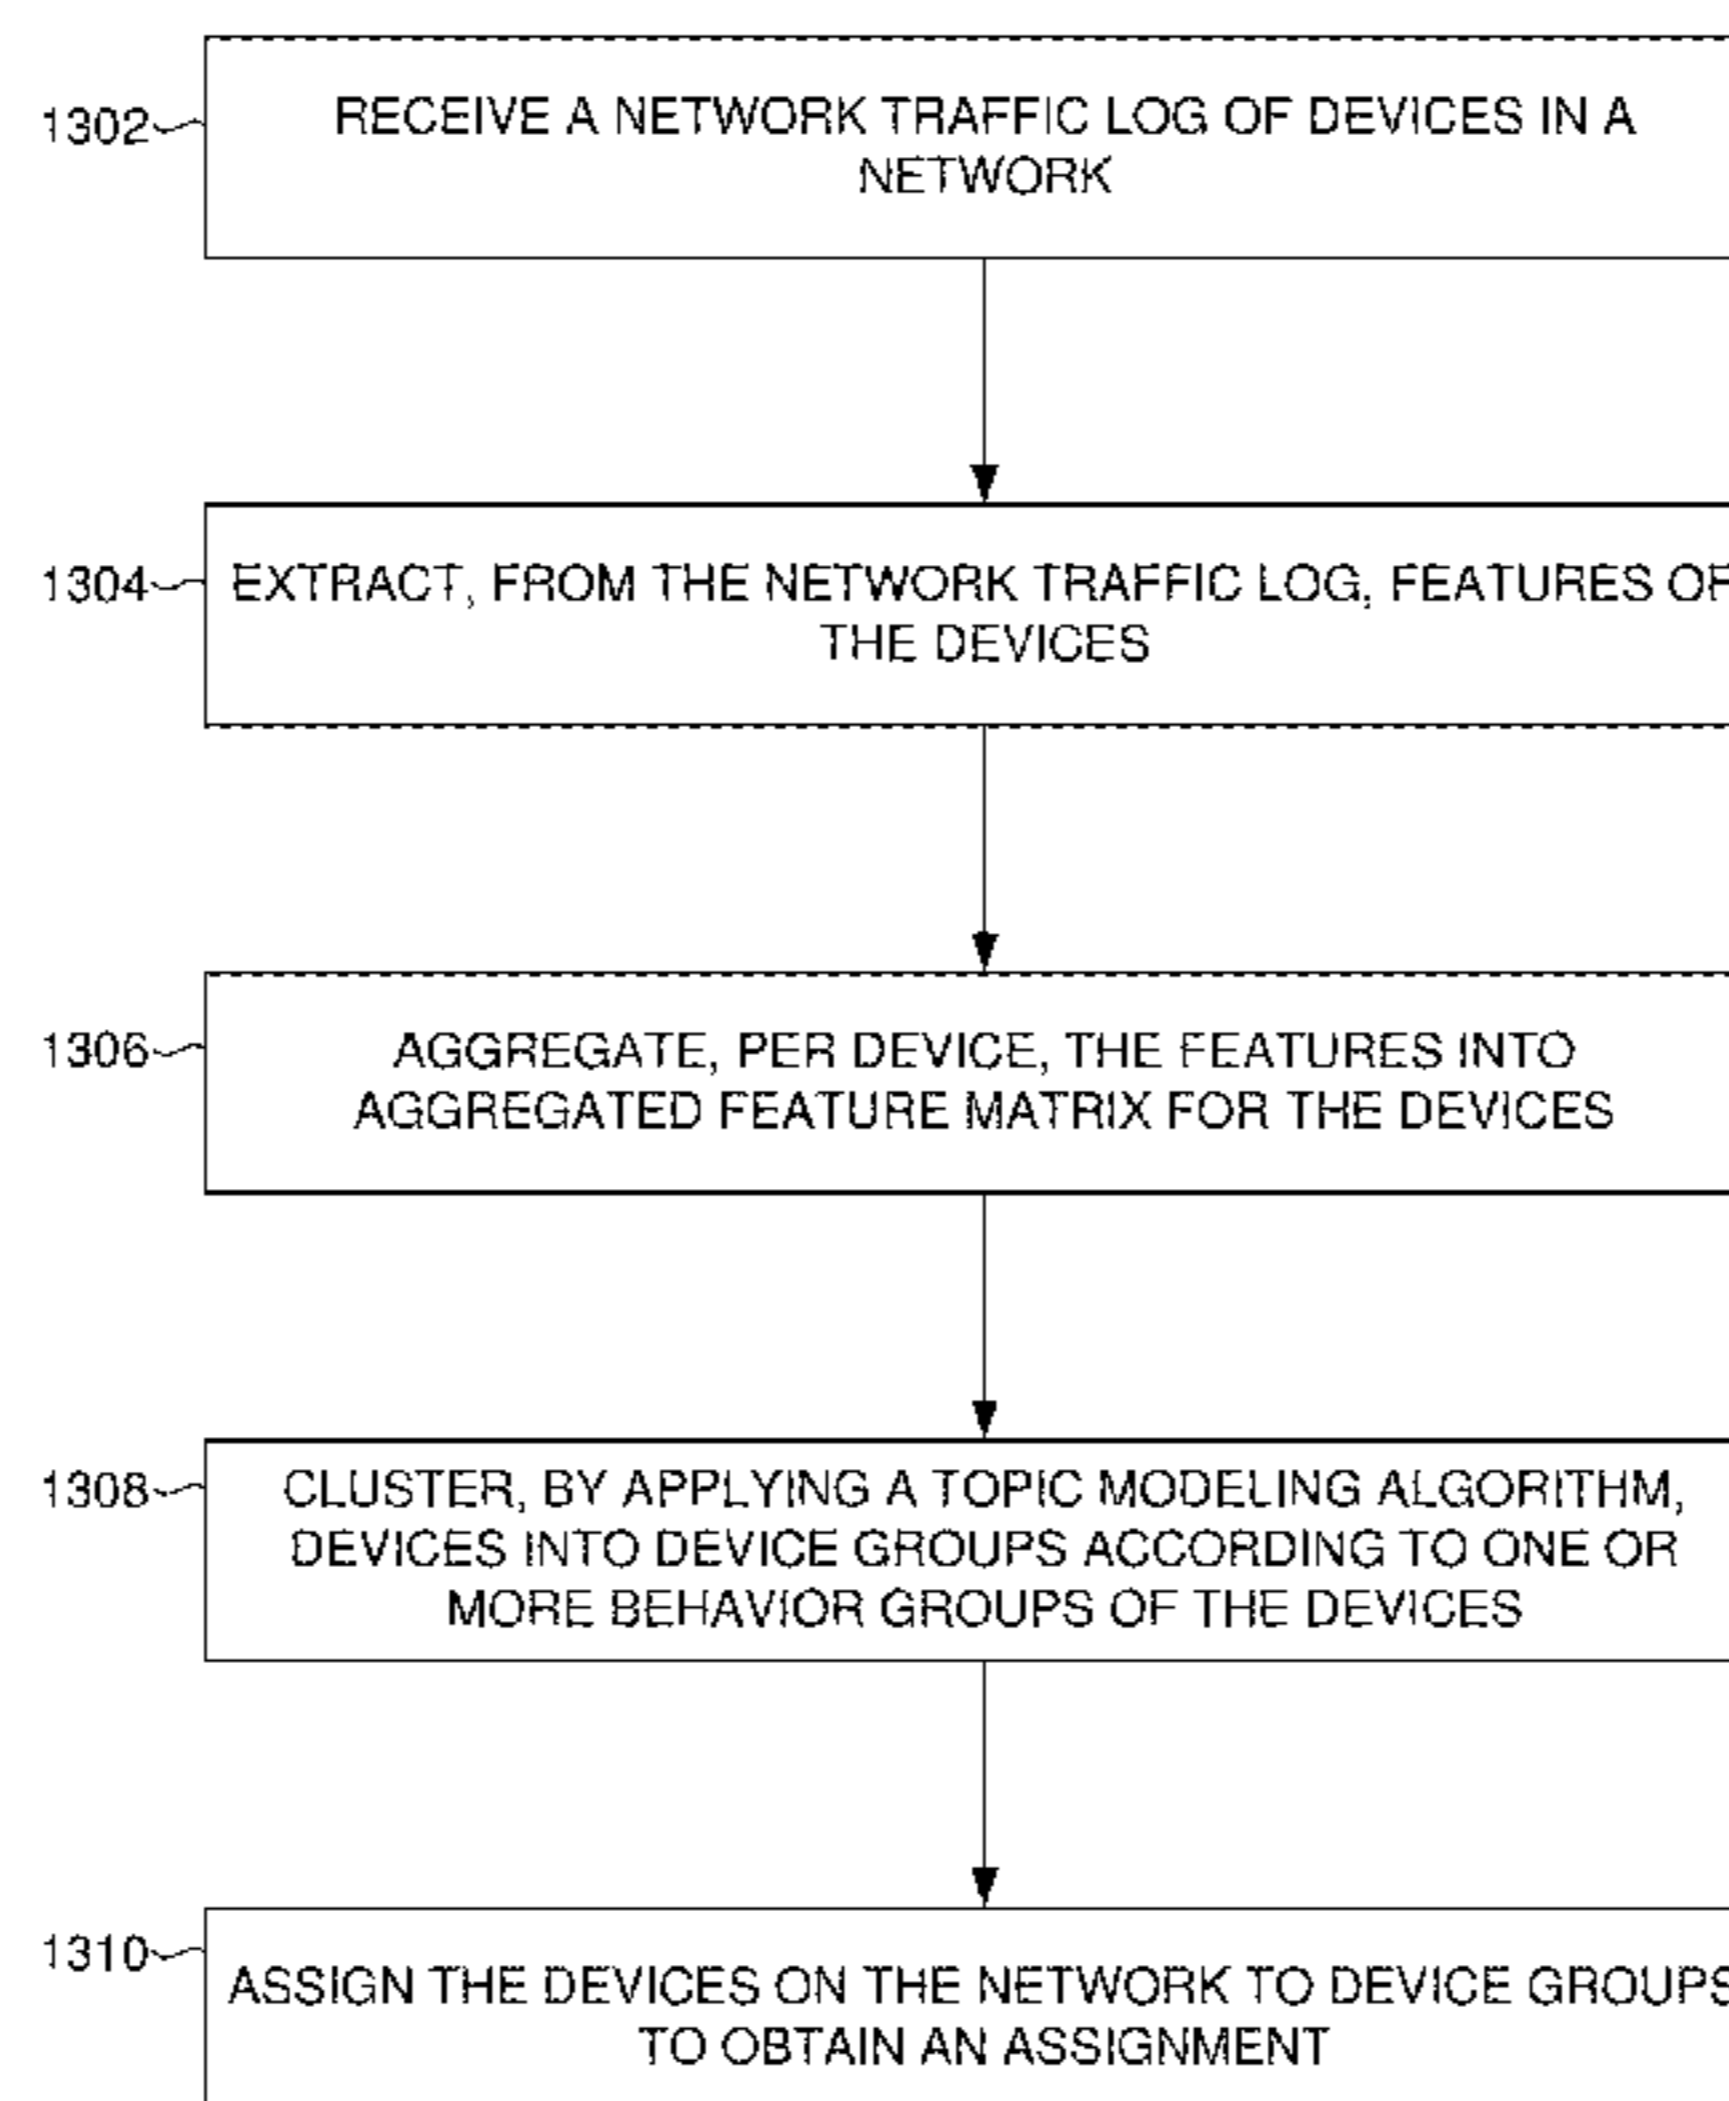 1302
RECEIVE A NETWORK TRAFFIC LOG OF DEVICES IN A
NETWORK
1304
EXTRACT, FROM THE NETWORK TRAFFIC LOG, FEATURES OF
THE DEVICES
1306
AGGREGATE, PER DEVICE, THE FEATURES INTO
AGGREGATED FEATURE MATRIX FOR THE DEVICES
1308
CLUSTER, BY APPLYING A TOPIC MODELING ALGORITHM,
DEVICES INTO DEVICE GROUPS ACCORDING TO ONE OR
MORE BEHAVIOR GROUPS OF THE DEVICES
1310
ASSIGN THE DEVICES ON THE NETWORK TO DEVICE GROUPS
TO OBTAIN AN ASSIGNMENT